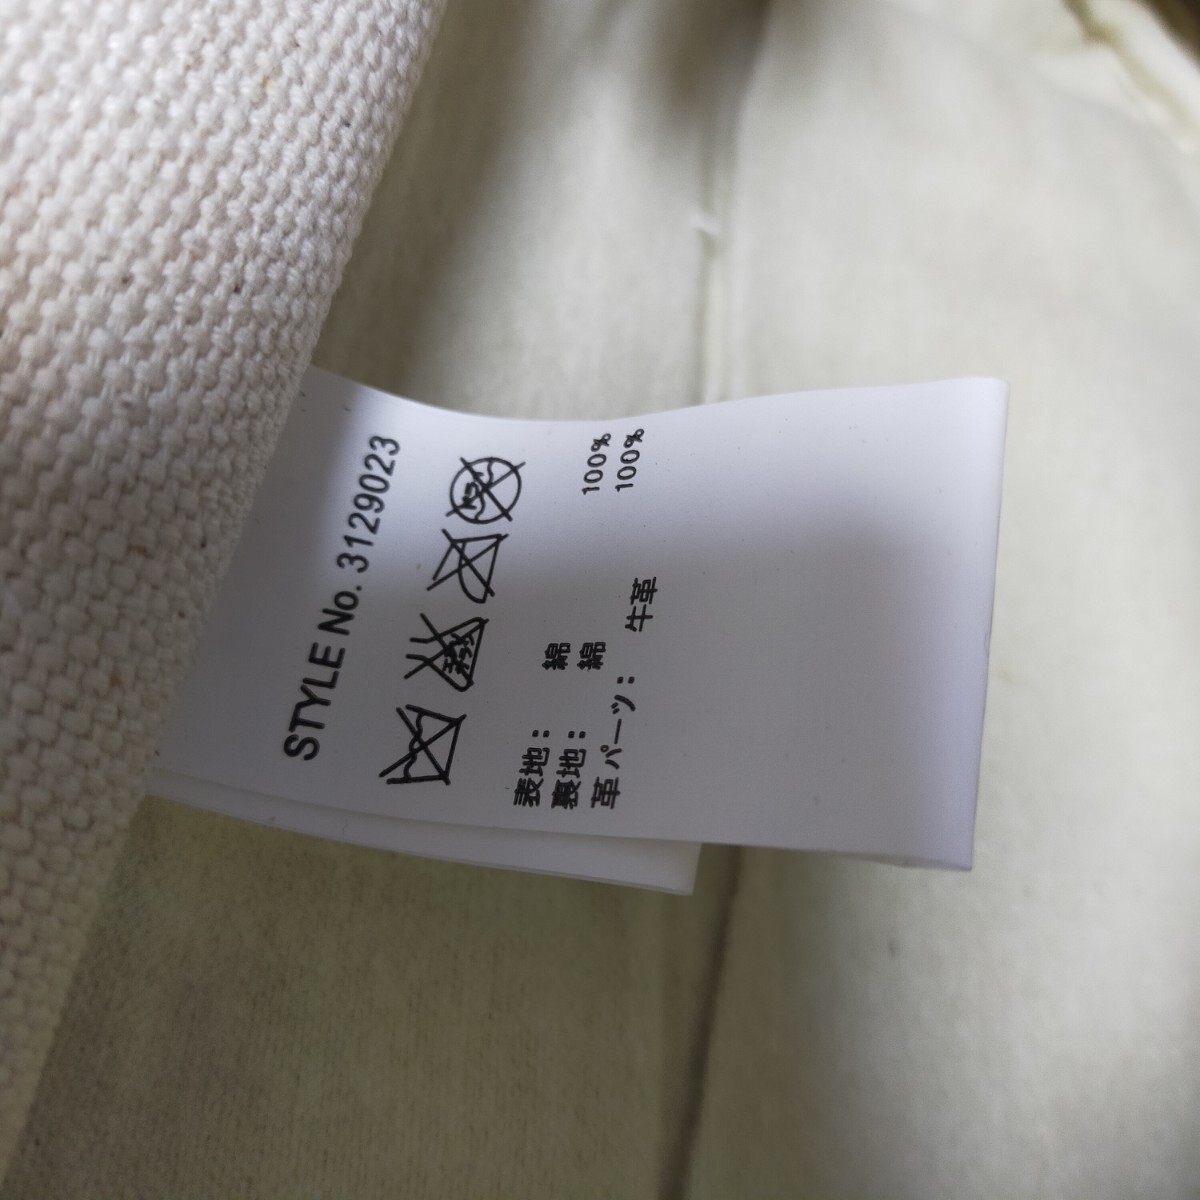 STYLE No. 3129023
表地: 綿 100%
裏地: 綿 100%
革パーツ: 牛革